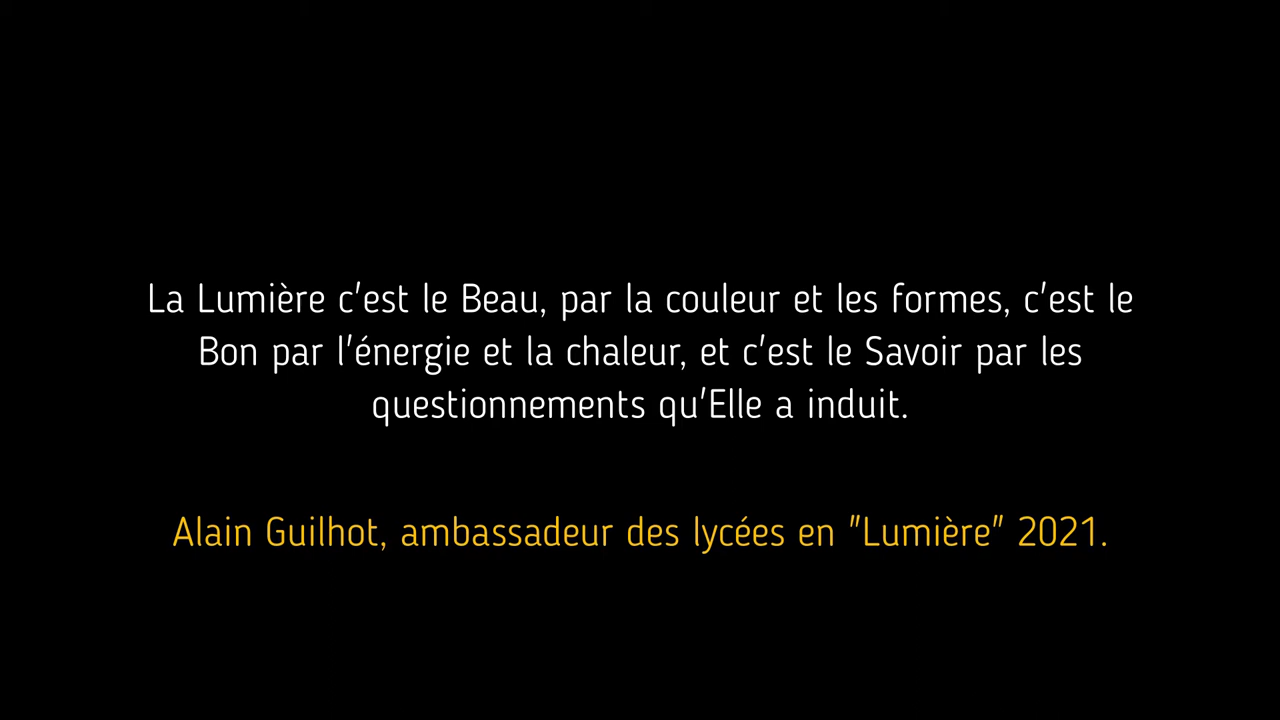 La Lumière c'est le Beau, par la couleur et les formes, c'est le
Bon par l'énergie et la chaleur, et c'est le Savoir par les
questionnements qu'Elle a induit.
Alain Guilhot, ambassadeur des lycées en "Lumière" 2021.